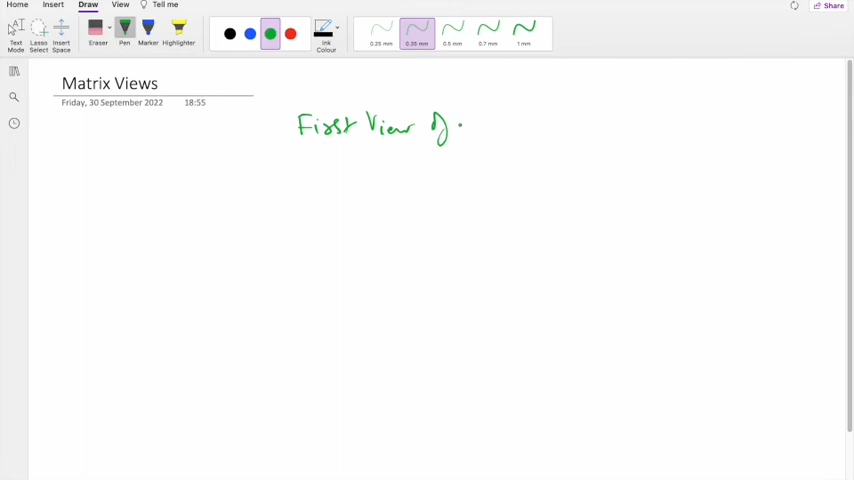 Home Insert Draw View Tell me
Share
Text Mode Lasso Select Insert Space Eraser Pen Marker Highlighter Ink Colour 0.25 mm 0.35 mm 0.5 mm 0.7 mm 1 mm
Matrix Views
Friday, 30 September 2022 18:55
First View of